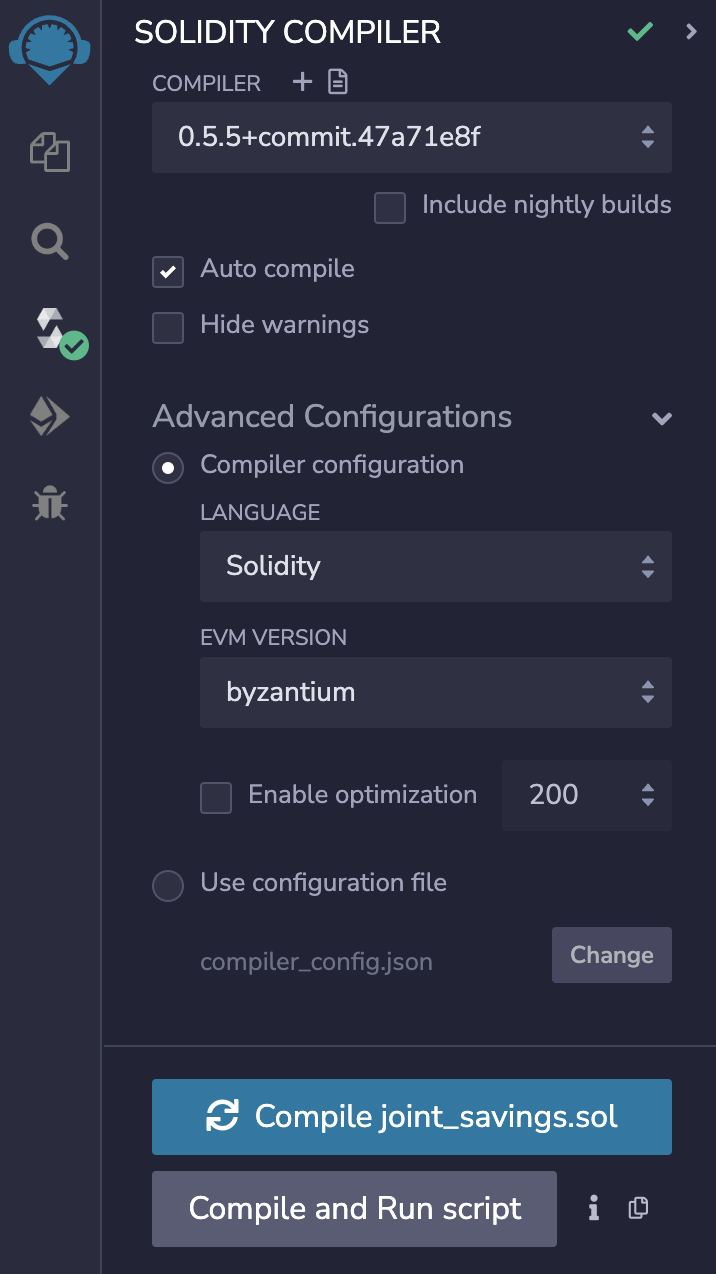 SOLIDITY COMPILER
COMPILER
0.5.5+commit.47a71e8f
Include nightly builds
Auto compile
Hide warnings
Advanced Configurations
Compiler configuration
LANGUAGE
Solidity
EVM VERSION
byzantium
Enable optimization 200
Use configuration file
compiler_config.json Change
Compile joint_savings.sol
Compile and Run script